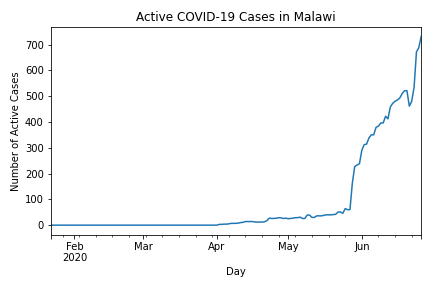 Active COVID-19 Cases in Malawi
Number of Active Cases
700
600
500
400
300
200
100
0
Feb Mar Apr May Jun
2020
Day